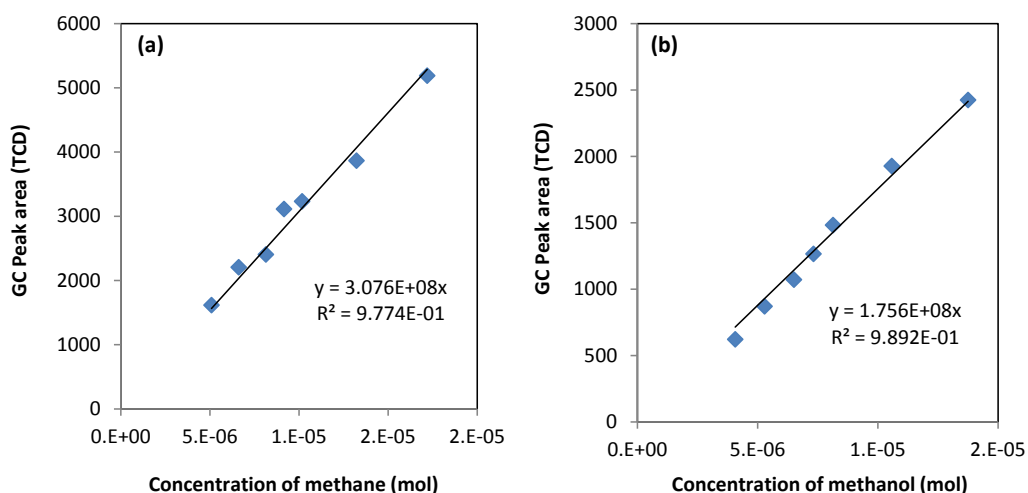 (a)
GC Peak area (TCD)
6000
5000
4000
3000
2000
1000
0
y = 3.076E+08x
R² = 9.774E-01
0.E+00 5.E-06 1.E-05 2.E-05 2.E-05
Concentration of methane (mol)
(b)
GC Peak area (TCD)
3000
2500
2000
1500
1000
500
0
y = 1.756E+08x
R² = 9.892E-01
0.E+00 5.E-06 1.E-05 2.E-05
Concentration of methanol (mol)